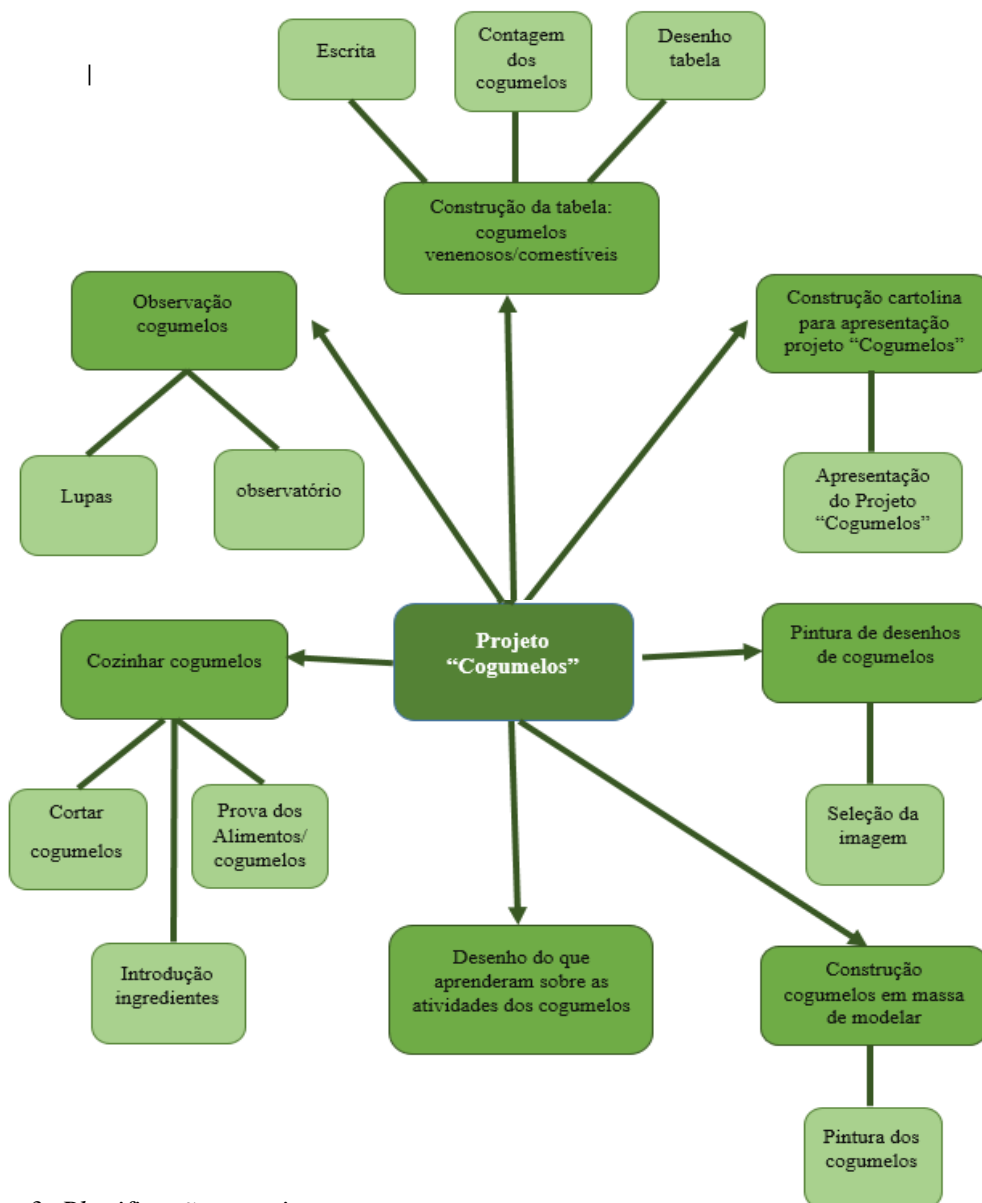 Escrita
Contagem
dos
cogumelos
Desenho
tabela
Construção da tabela:
cogumelos
venenosos/comestíveis
Observação
cogumelos
Construção cartolina
para apresentação
projeto “Cogumelos”
Lupas
observatório
Apresentação
do Projeto
“Cogumelos”
Projeto
“Cogumelos”
Cozinhar cogumelos
Pintura de desenhos
de cogumelos
Cortar
cogumelos
Prova dos
Alimentos/
cogumelos
Seleção da
imagem
Introdução
ingredientes
Desenho do que
aprenderam sobre as
atividades dos cogumelos
Construção
cogumelos em massa
de modelar
Pintura dos
cogumelos